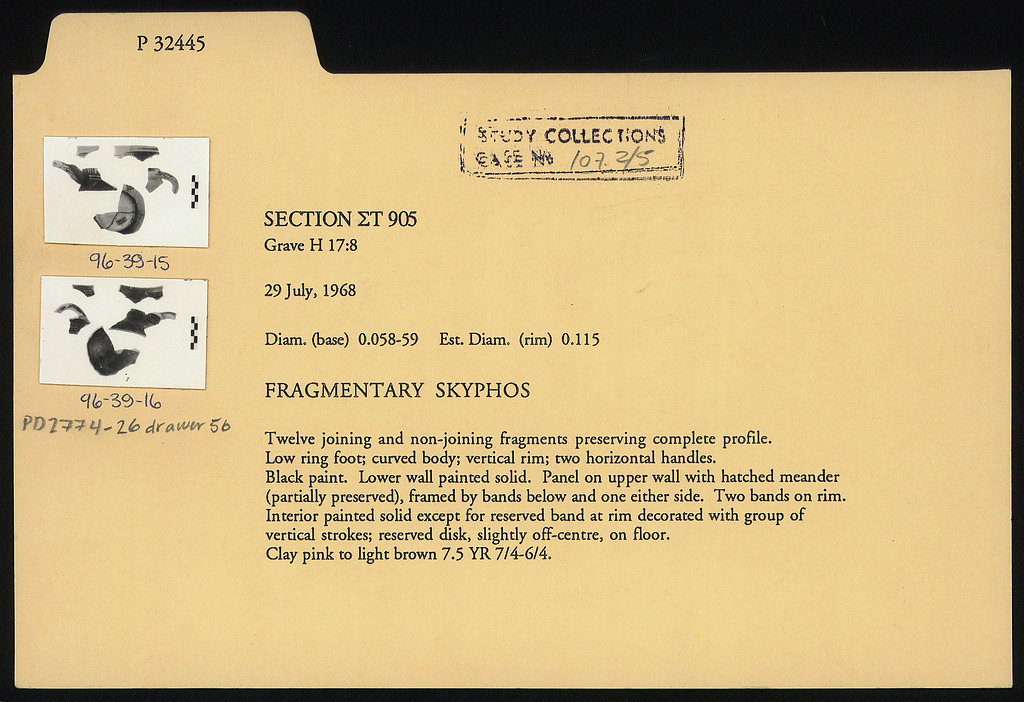 P 32445
STUDY COLLECTIONS
CASE No 107.2/5
96-39-15
96-39-16
PD2774-26 drawer 56
SECTION ΣΤ 905
Grave H 17:8
29 July, 1968
Diam. (base) 0.058-59 Est. Diam. (rim) 0.115
FRAGMENTARY SKYPHOS
Twelve joining and non-joining fragments preserving complete profile.
Low ring foot; curved body; vertical rim; two horizontal handles.
Black paint. Lower wall painted solid. Panel on upper wall with hatched meander
(partially preserved), framed by bands below and one either side. Two bands on rim.
Interior painted solid except for reserved band at rim decorated with group of
vertical strokes; reserved disk, slightly off-centre, on floor.
Clay pink to light brown 7.5 YR 7/4-6/4.